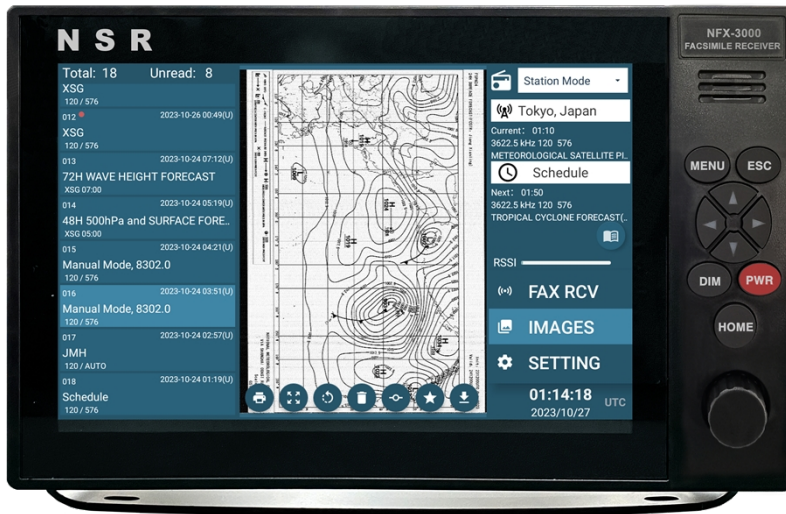 NSR
NFX-3000
FACSIMILE RECEIVER
Total: 18 Unread: 8
XSG
120 / 576
012 2023-10-26 00:49(U)
XSG
120 / 576
013 2023-10-24 07:12(U)
72H WAVE HEIGHT FORECAST
XSG 07:00
014 2023-10-24 05:19(U)
48H 500hPa and SURFACE FORE..
XSG 05:00
015 2023-10-24 04:21(U)
Manual Mode, 8302.0
120 / 576
016 2023-10-24 03:51(U)
Manual Mode, 8302.0
120 / 576
017 2023-10-24 02:57(U)
JMH
120 / AUTO
018 2023-10-24 01:19(U)
Schedule
120 / 576
Station Mode
Tokyo, Japan
Current: 01:10
3622.5 kHz 120 576
METEOROLOGICAL SATELLITE PI..
Schedule
Next: 01:50
3622.5 kHz 120 576
TROPICAL CYCLONE FORECAST(..
RSSI
FAX RCV
IMAGES
SETTING
01:14:18 UTC
2023/10/27
MENU
ESC
DIM
PWR
HOME